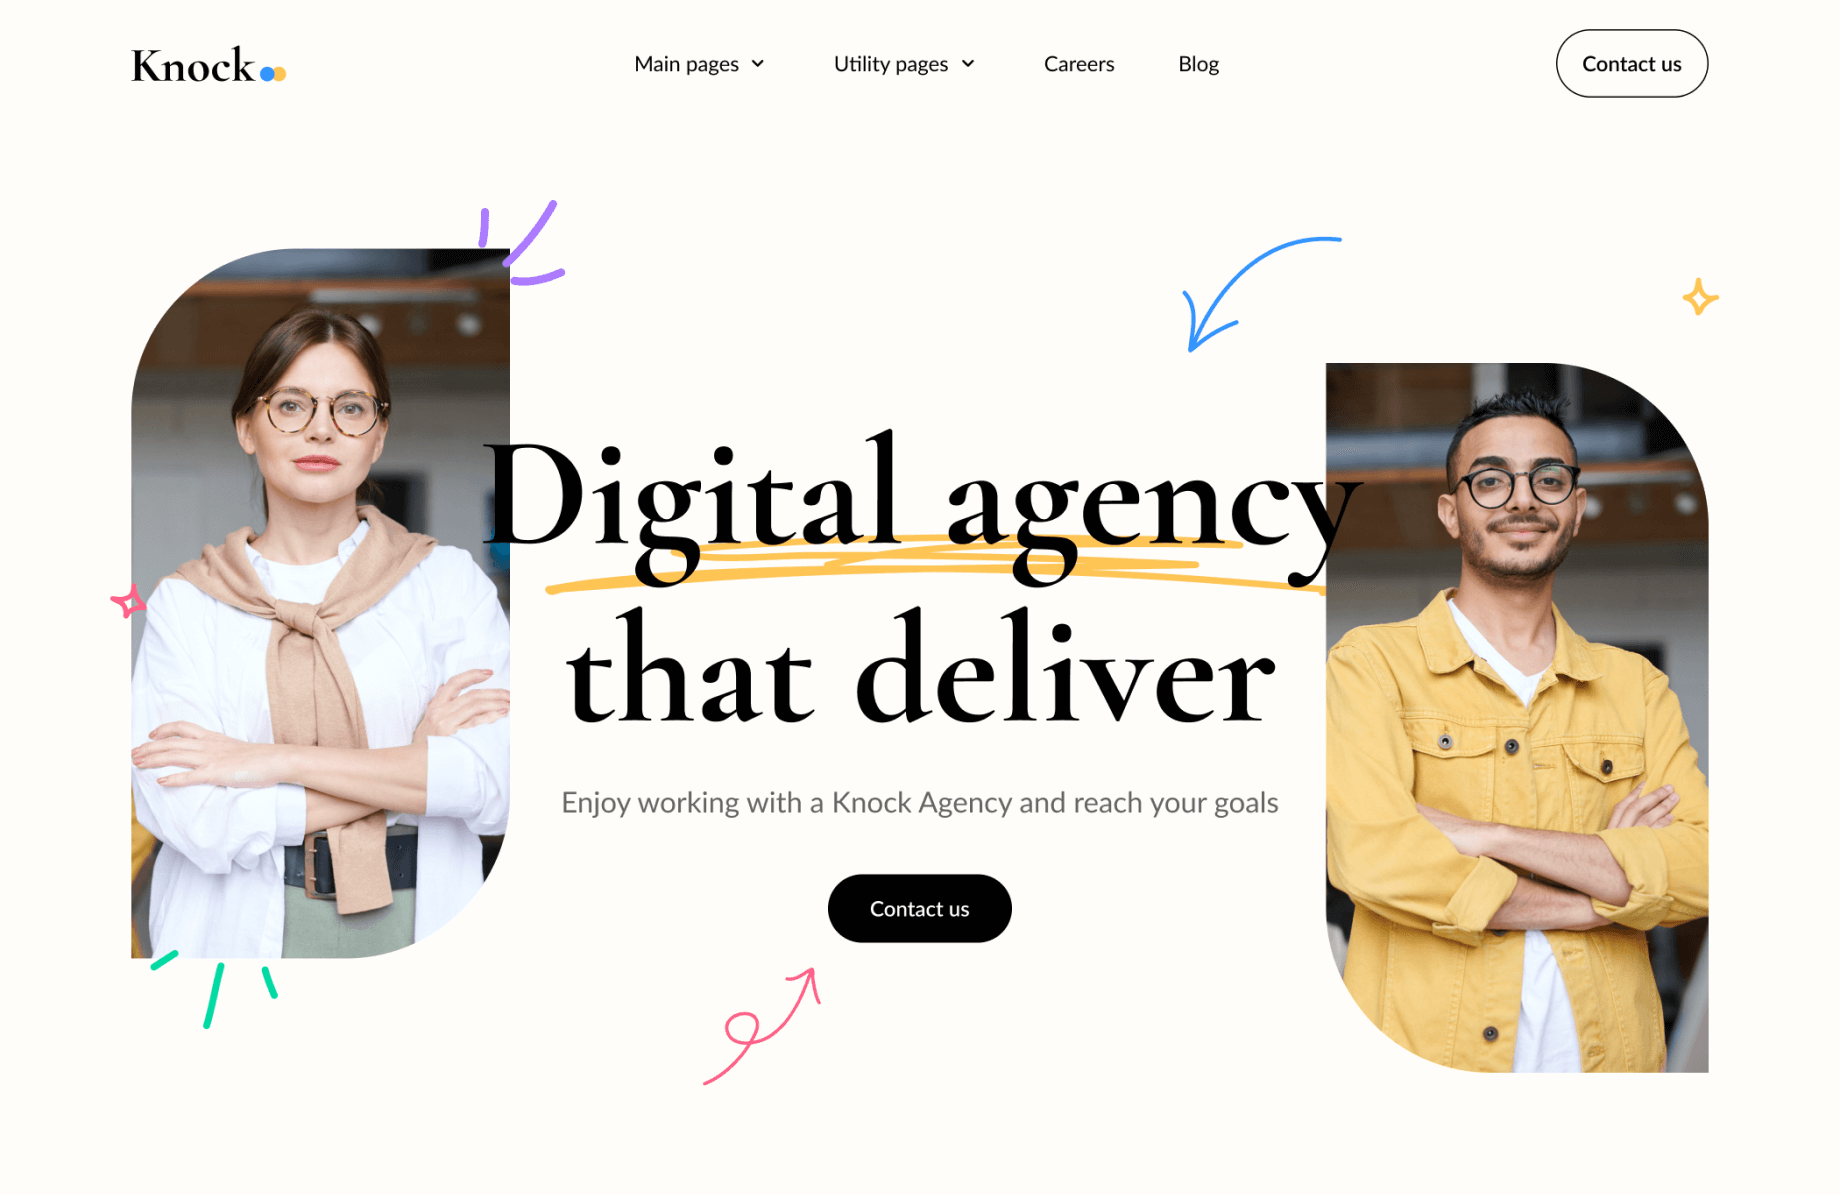 Knock
Main pages
Utility pages
Careers
Blog
Contact us
Digital agency
that deliver
Enjoy working with a Knock Agency and reach your goals
Contact us